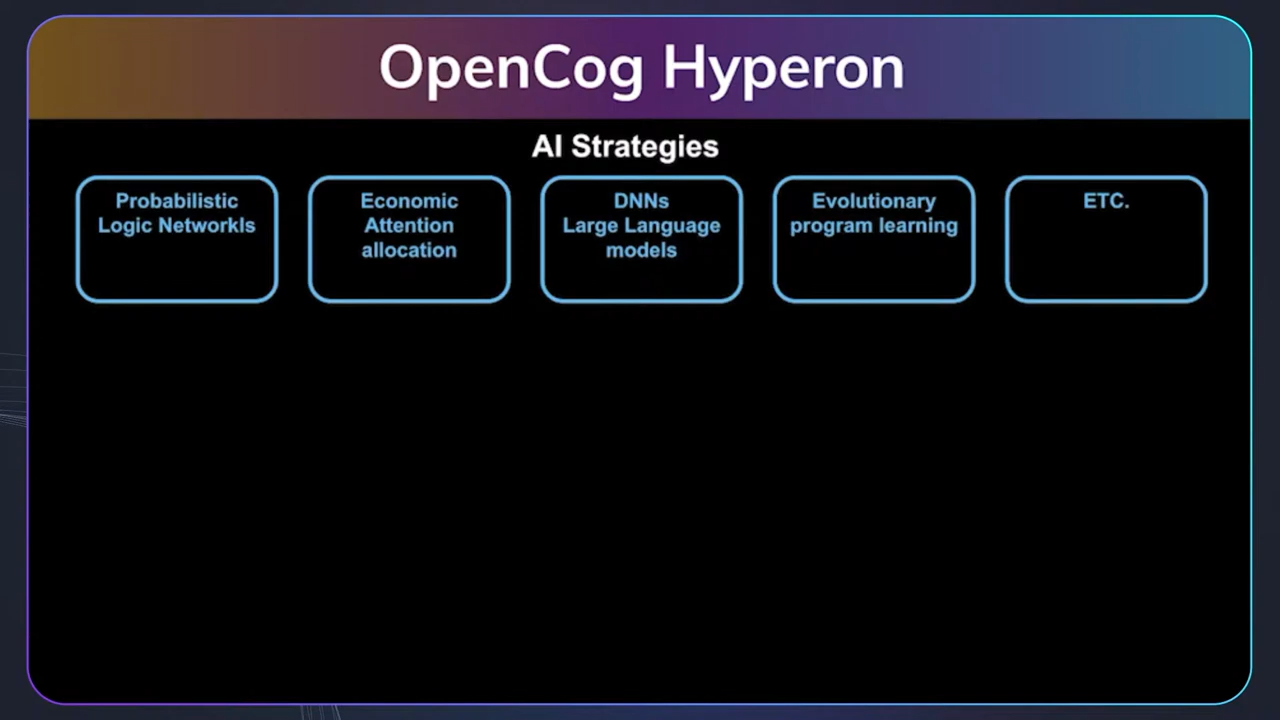 OpenCog Hyperon
AI Strategies
Probabilistic
Logic Networkls
Economic
Attention
allocation
DNNs
Large Language
models
Evolutionary
program learning
ETC.